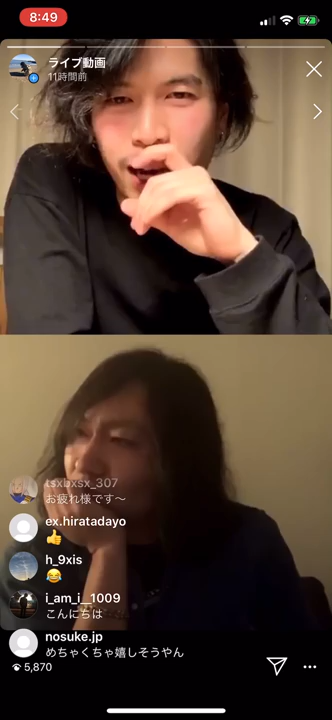 8:49
ライブ動画
11時間前
tsxbxsx_307
お疲れ様です〜
ex.hiratadayo
👍
h_9xis
😂
i_am_i__1009
こんにちは
nosuke.jp
めちゃくちゃ嬉しそうやん
5,870